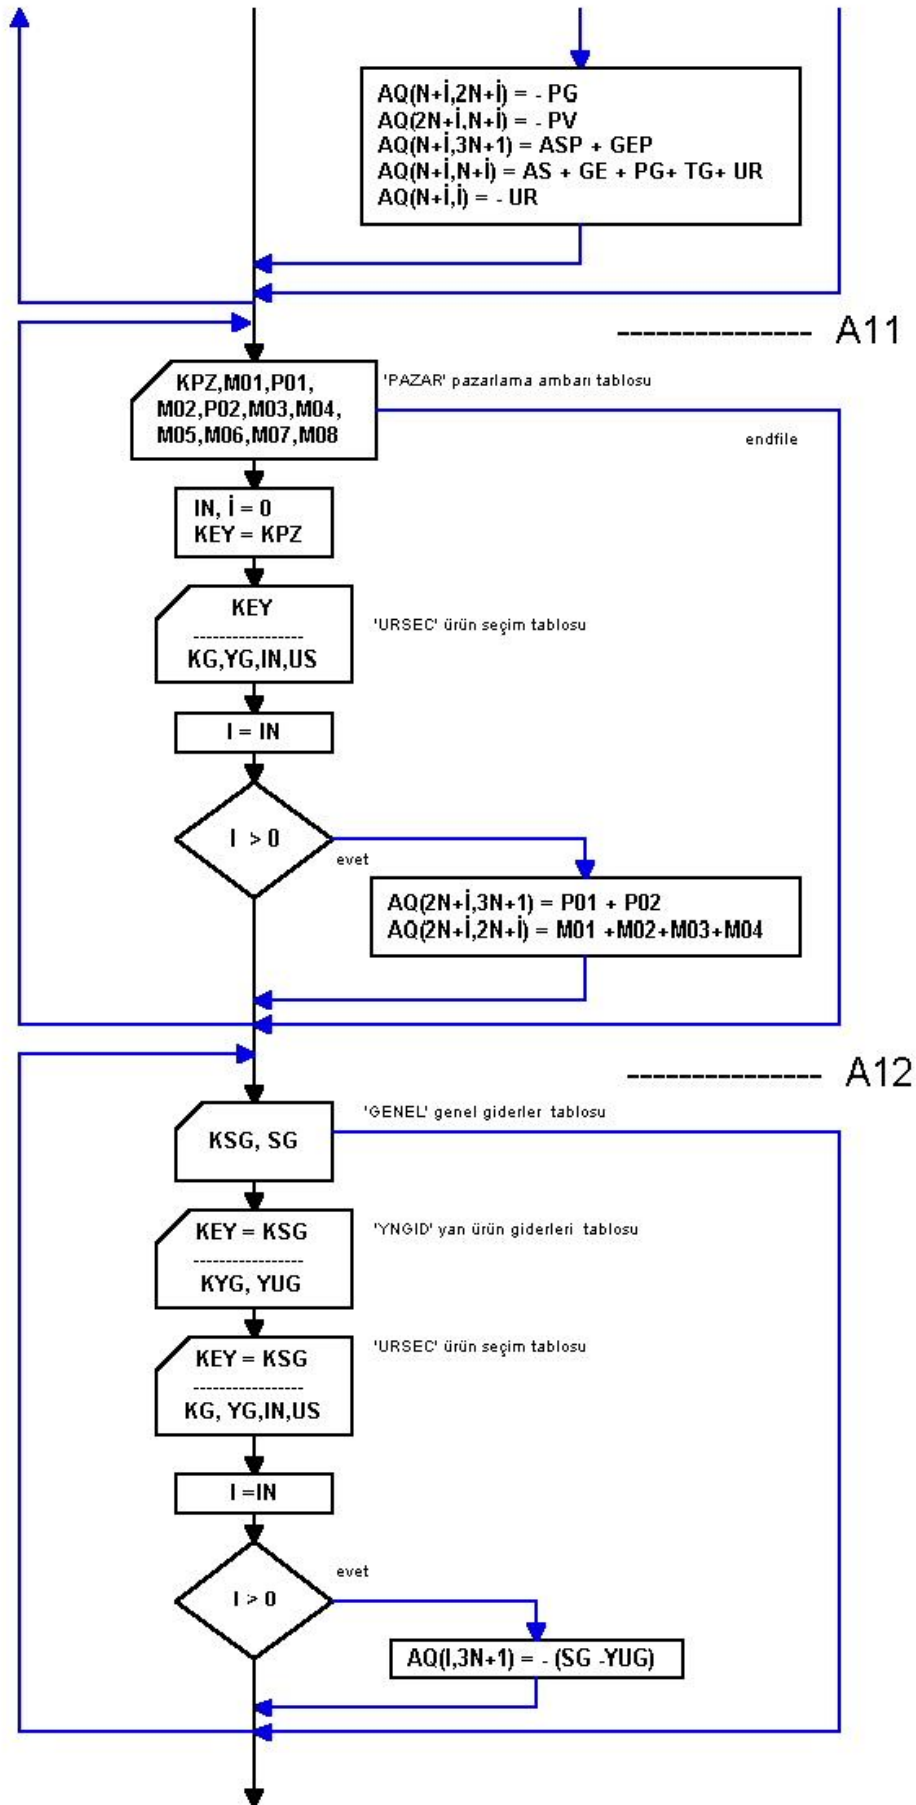 AQ(N+İ,2N+İ) = - PG
AQ(2N+İ,N+İ) = - PV
AQ(N+İ,3N+1) = ASP + GEP
AQ(N+İ,N+İ) = AS + GE + PG+ TG+ UR
AQ(N+İ,İ) = - UR
--------------- A11
KPZ,M01,P01,
M02,P02,M03,M04,
M05,M06,M07,M08
'PAZAR' pazarlama ambarı tablosu
endfile
IN, İ = 0
KEY = KPZ
KEY
------------------
KG,YG,IN,US
'URSEC' ürün seçim tablosu
I = IN
I > 0
evet
AQ(2N+İ,3N+1) = P01 + P02
AQ(2N+İ,2N+İ) = M01 +M02+M03+M04
--------------- A12
'GENEL' genel giderler tablosu
KSG, SG
KEY = KSG
------------------
KYG, YUG
'YNGID' yan ürün giderleri tablosu
KEY = KSG
------------------
KG, YG,IN,US
'URSEC' ürün seçim tablosu
I =IN
evet
I > 0
AQ(I,3N+1) = - (SG -YUG)